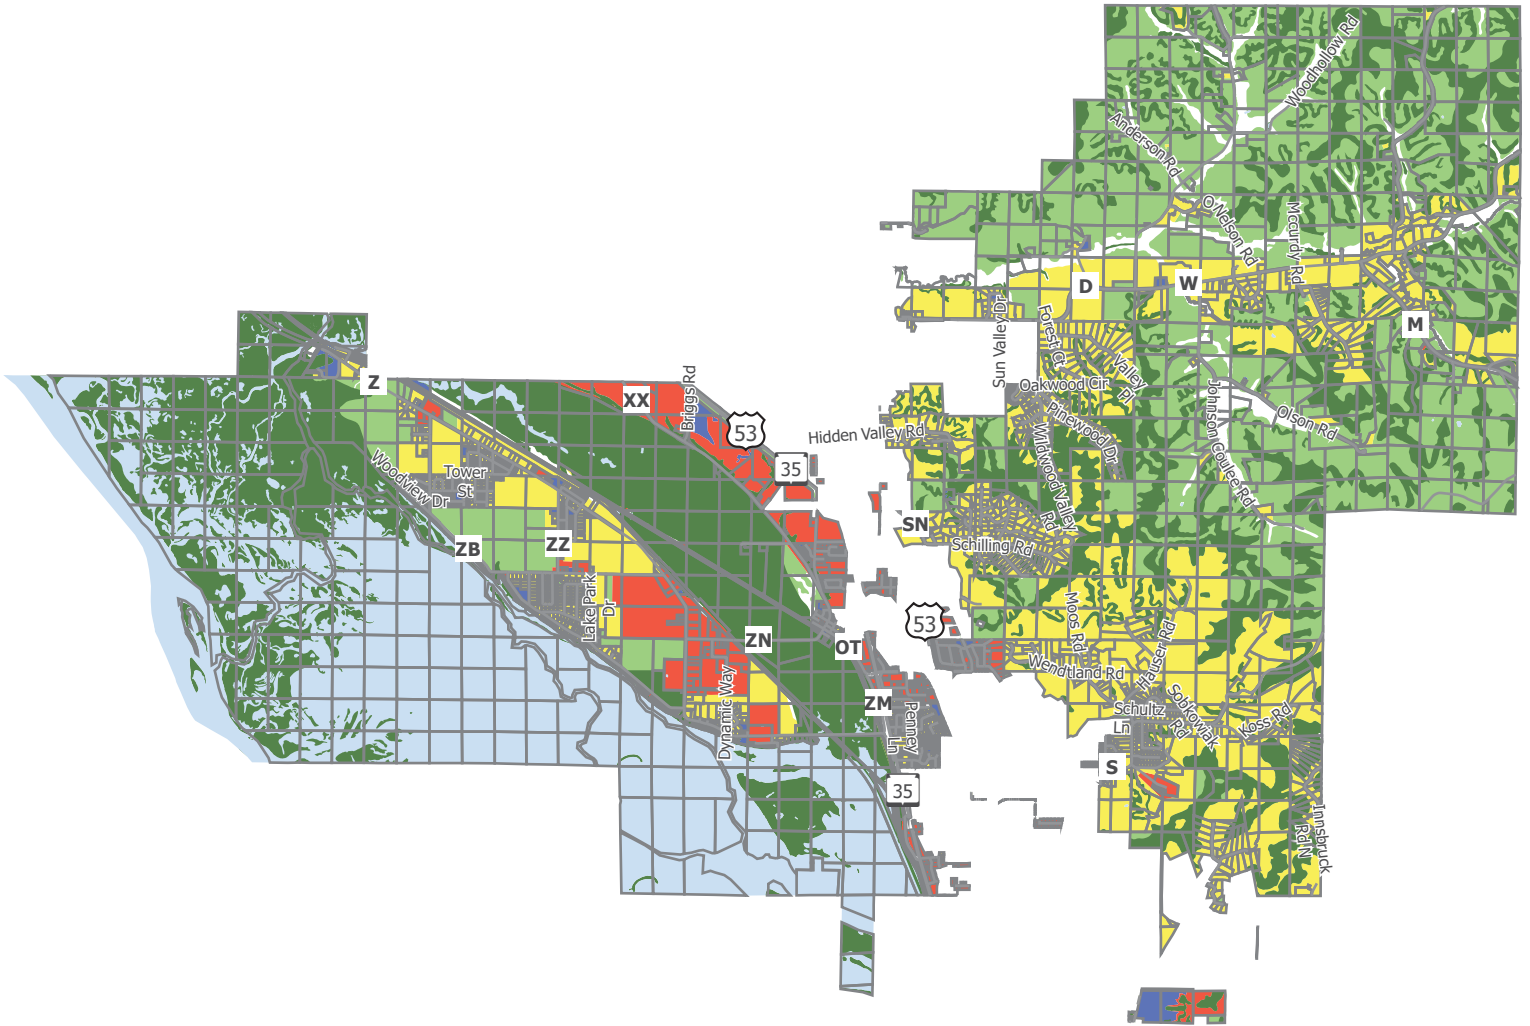 Woodhollow Rd
Anderson Rd
O'Nelson Rd
Mccurdy Rd
D
W
M
Sun Valley Dr
Forest Ct
Valley Pl
Oakwood Cir
Pinewood Dr
Wildwood Valley
Rd
Johnson Coulee Rd
Olson Rd
Z
XX
Briggs Rd
53
35
Hidden Valley Rd
Woodview Dr
Tower
St
ZB
ZZ
SN
Schilling Rd
Lake Park
Dr
ZN
OT
53
Moos Rd
Hauser Rd
Wendtland Rd
ZM
Penney
Ln
Dynamic Way
Schultz
Ln
Sobkowiak
Rd
Koss Rd
S
35
Innsbruck
Rd N